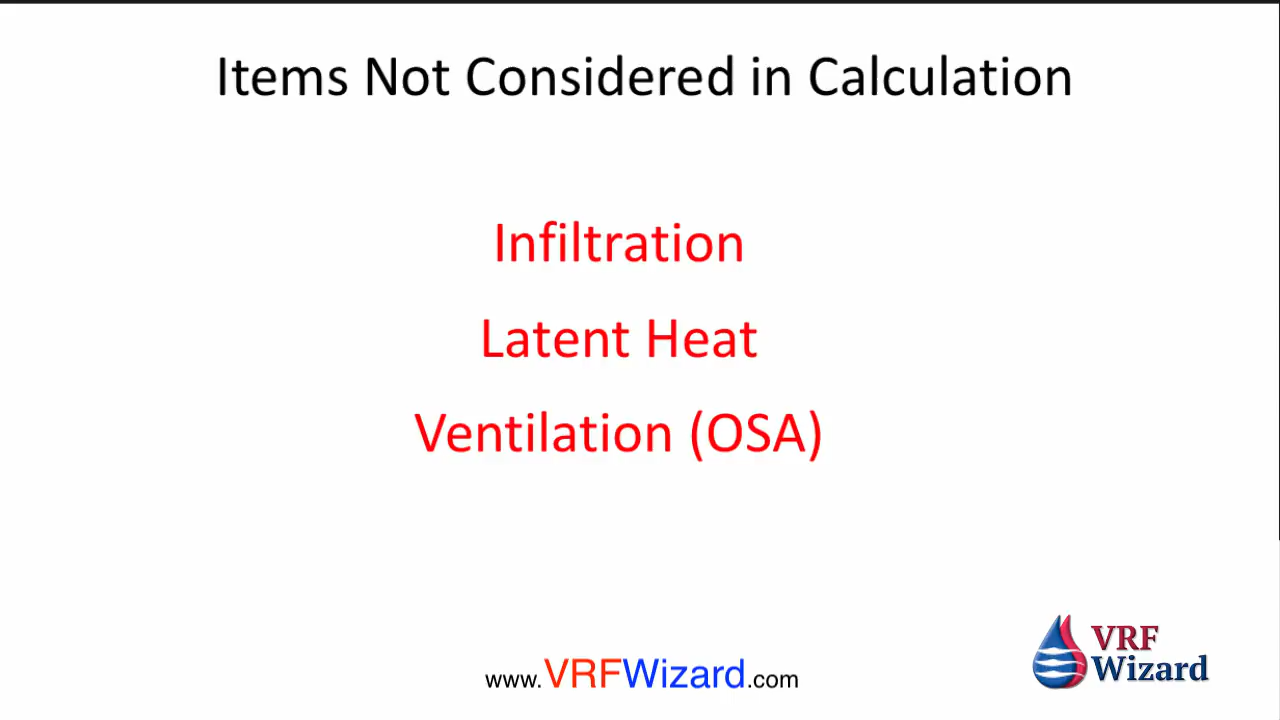 Items Not Considered in Calculation
Infiltration
Latent Heat
Ventilation (OSA)
www.VRFWizard.com
VRF
Wizard